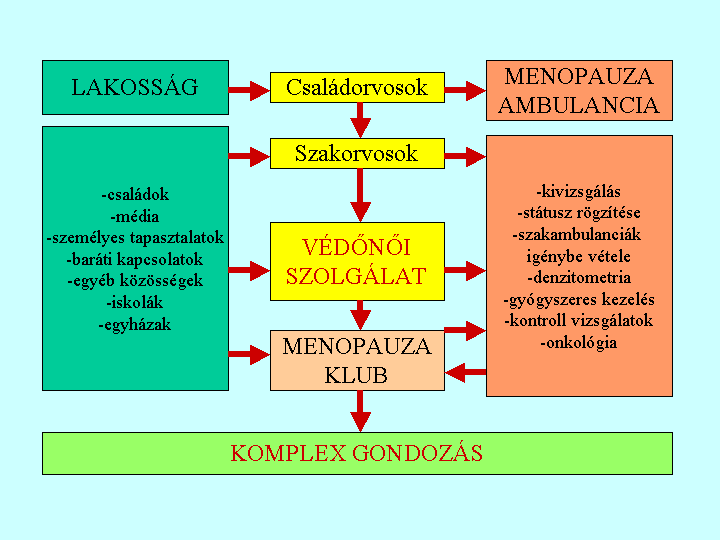 LAKOSSÁG
Családorvosok
MENOPAUZA
AMBULANCIA
Szakorvosok
-családok
-média
-személyes tapasztalatok
-baráti kapcsolatok
-egyéb közösségek
-iskolák
-egyházak
VÉDŐNŐI
SZOLGÁLAT
-kivizsgálás
-státusz rögzítése
-szakambulanciák
igénybe vétele
-denzitometria
-gyógyszeres kezelés
-kontroll vizsgálatok
-onkológia
MENOPAUZA
KLUB
KOMPLEX GONDOZÁS